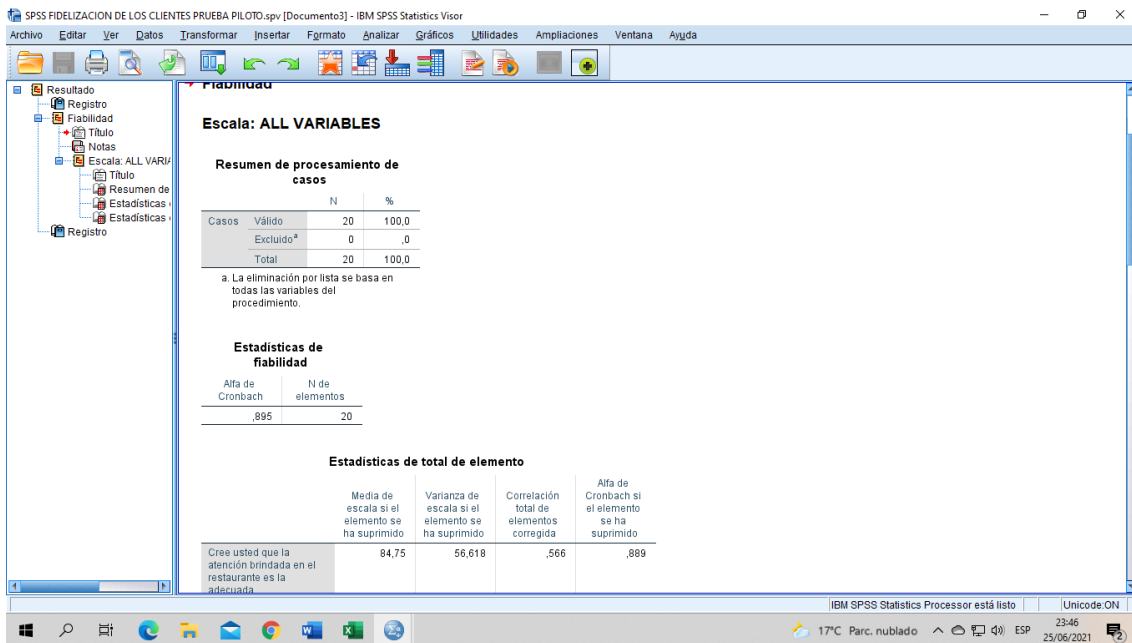 SPSS FIDELIZACION DE LOS CLIENTES PRUEBA PILOTO.spv [Documento3] - IBM SPSS Statistics Visor
Archivo Editar Ver Datos Transformar Insertar Formato Analizar Gráficos Utilidades Ampliaciones Ventana Ayuda
Resultado
Registro
Fiabilidad
Título
Notas
Escala: ALL VARIA
Título
Resumen de
Estadísticas
Estadísticas
Registro
Fiabilidad
Escala: ALL VARIABLES
Resumen de procesamiento de
casos
N %
Casos Válido 20 100,0
Excluido a 0 ,0
Total 20 100,0
a. La eliminación por lista se basa en
todas las variables del
procedimiento.
Estadísticas de
fiabilidad
Alfa de
Cronbach
N de
elementos
,895 20
Estadísticas de total de elemento
Media de
escala si el
elemento se
ha suprimido
Varianza de
escala si el
elemento se
ha suprimido
Correlación
total de
elementos
corregida
Alfa de
Cronbach si
el elemento
se ha
suprimido
Cree usted que la
atención brindada en el
restaurante es la
adecuada
84,75 56,618 ,566 ,889
IBM SPSS Statistics Processor está listo Unicode:ON
17°C Parc. nublado ESP
23:46
25/06/2021
2